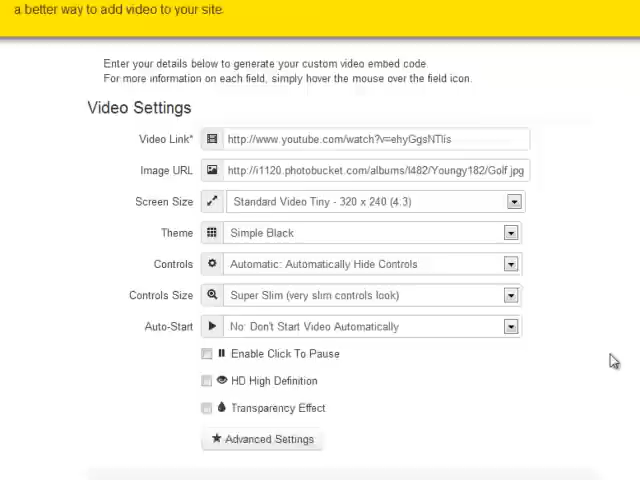 a better way to add video to your site.
Enter your details below to generate your custom video embed code.
For more information on each field, simply hover the mouse over the field icon.
Video Settings
Video Link* http://www.youtube.com/watch?v=ehyGgsNTIis
Image URL http://i1120.photobucket.com/albums/l482/Youngy182/Golf.jpg
Screen Size Standard Video Tiny - 320 x 240 (4:3)
Theme Simple Black
Controls Automatic: Automatically Hide Controls
Controls Size Super Slim (very slim controls look)
Auto-Start No: Don't Start Video Automatically
Enable Click To Pause
HD High Definition
Transparency Effect
Advanced Settings